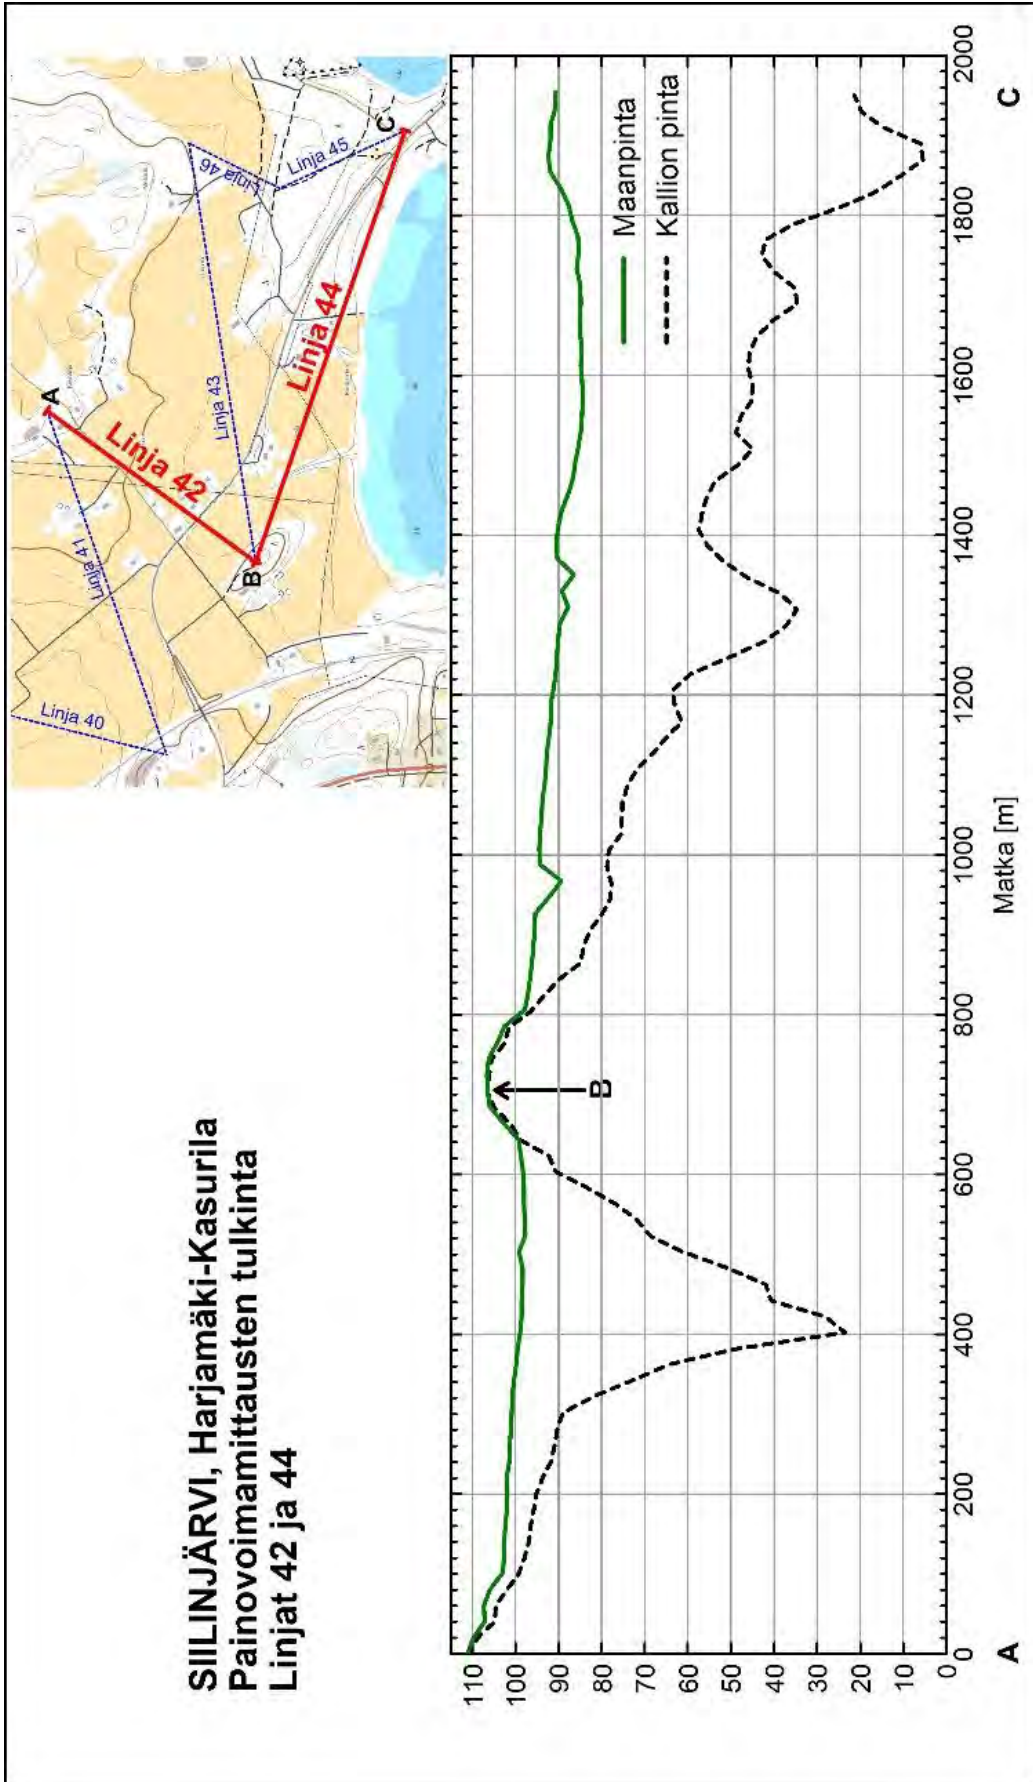 SIILINJÄRVI, Harjamäki-Kasurila
Painovoimamittausten tulkinta
Linjat 42 ja 44
Linja 40
Linja 41
Linja 42
Linja 43
Linja 44
Linja 45
Linja 46
A
B
C
110
100
90
80
70
60
50
40
30
20
10
0
B
Maanpinta
Kallion pinta
0
200
400
600
800
1000
1200
1400
1600
1800
2000
A
Matka [m]
C